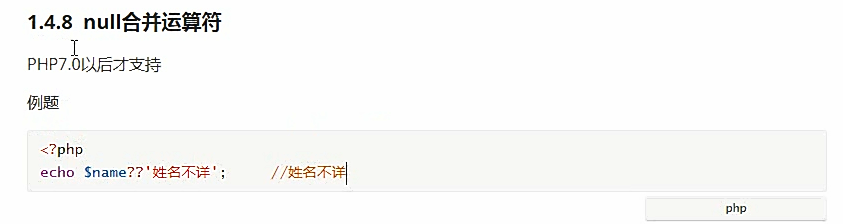 1.4.8 null合并运算符
PHP7.0以后才支持
例题
<?php
echo $name??'姓名不详'; //姓名不详
php